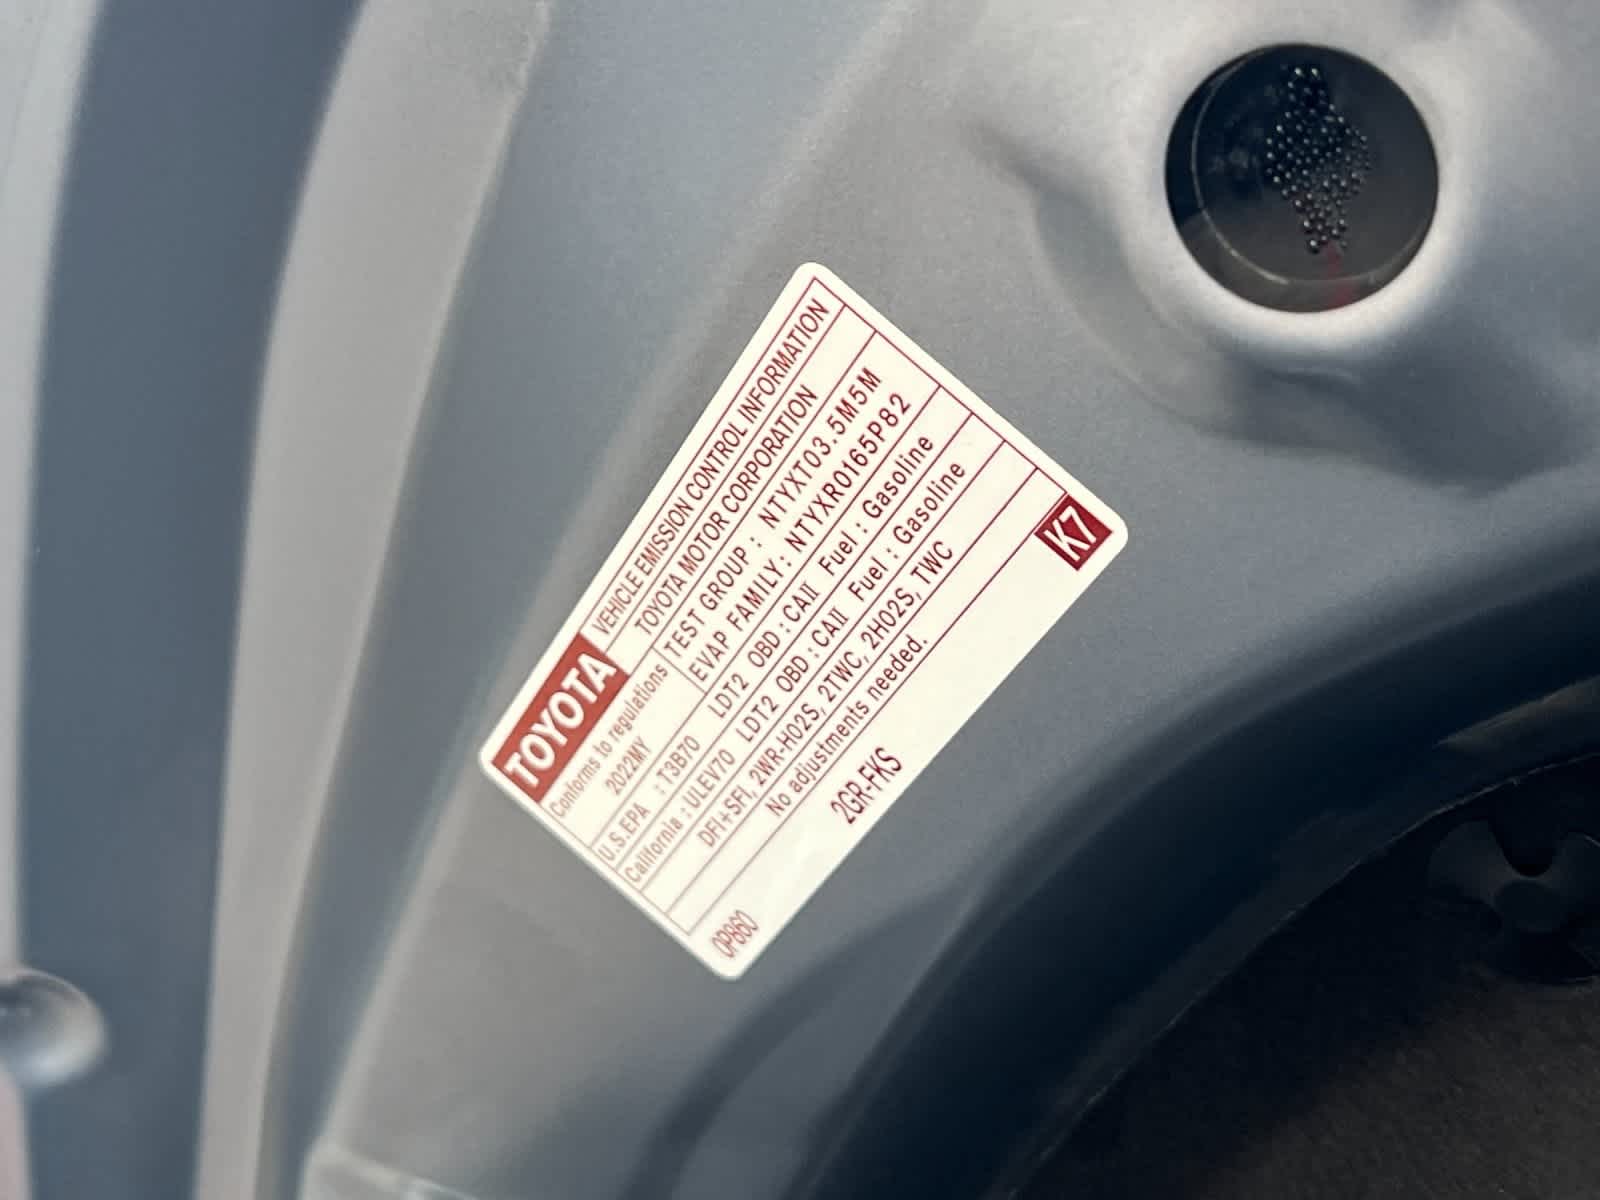 TOYOTA VEHICLE EMISSION CONTROL INFORMATION
TOYOTA MOTOR CORPORATION
Conforms to regulations
2022MY
TEST GROUP : NTYXT03.5M5M
EVAP FAMILY: NTYXR0165P82
U.S.EPA : T3B70 LDT2 OBD : CAII Fuel : Gasoline
California : ULEV70 LDT2 OBD : CAII Fuel : Gasoline
DFI+SFI, 2WR-HO2S, 2TWC, 2HO2S, TWC
No adjustments needed.
0P860 2GR-FKS K7